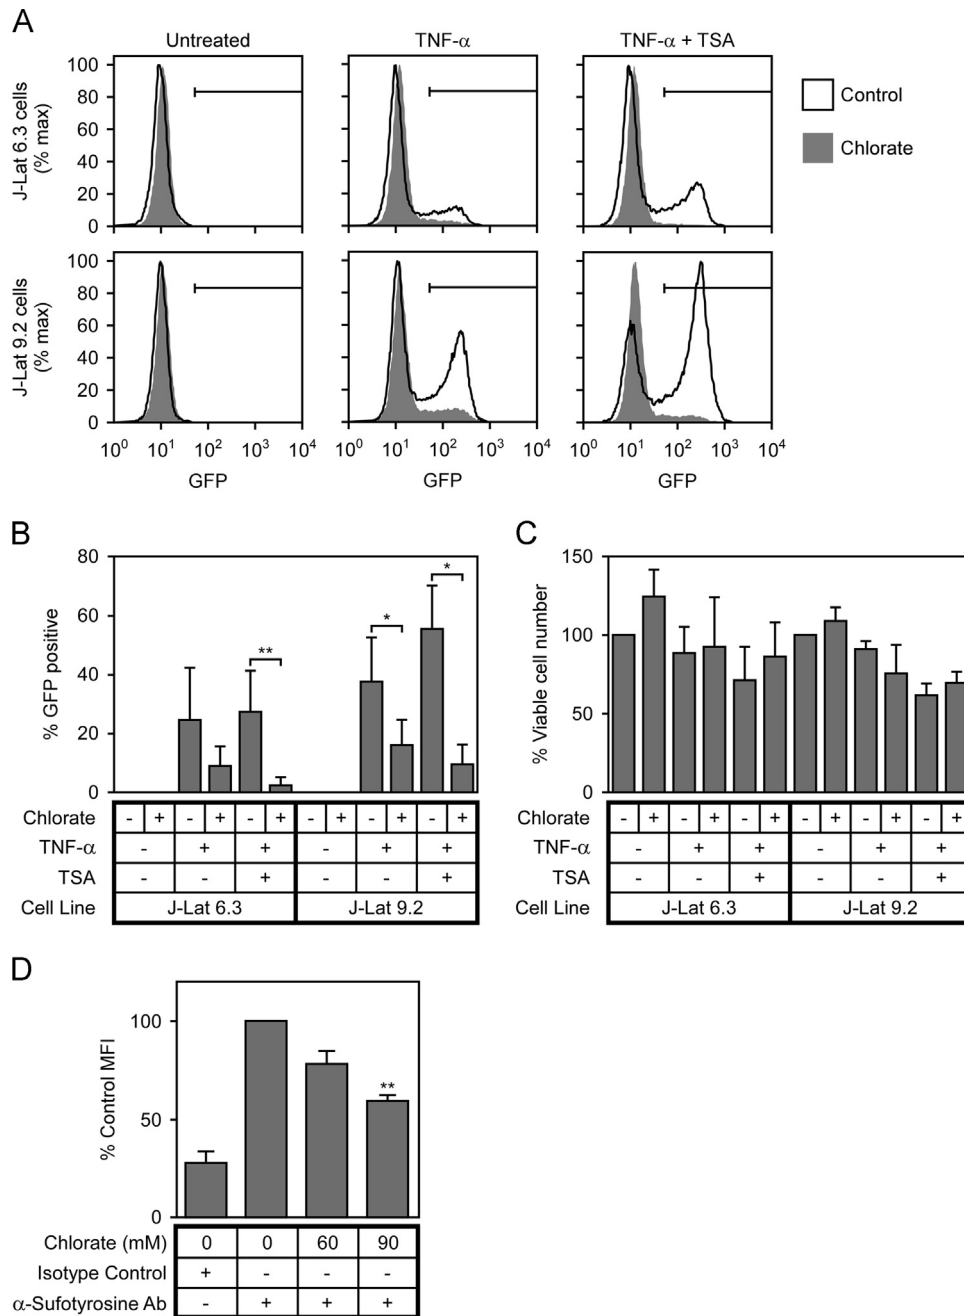 A
Untreated
TNF-α
TNF-α + TSA
J-Lat 6.3 cells
(% max)
100
80
60
40
20
0
Control
Chlorate
J-Lat 9.2 cells
(% max)
100
80
60
40
20
0
10^0 10^1 10^2 10^3 10^4
10^0 10^1 10^2 10^3 10^4
10^0 10^1 10^2 10^3 10^4
GFP
GFP
GFP
B
% GFP positive
80
60
40
20
0
**
*
*
Chlorate - + - + - + - + - + - +
TNF-α - + + - + +
TSA - - + - - +
Cell Line J-Lat 6.3 J-Lat 9.2
C
% Viable cell number
150
100
50
0
Chlorate - + - + - + - + - + - +
TNF-α - + + - + +
TSA - - + - - +
Cell Line J-Lat 6.3 J-Lat 9.2
D
% Control MFI
100
50
0
**
Chlorate (mM) 0 0 60 90
Isotype Control + - - -
α-Sufotyrosine Ab - + + +